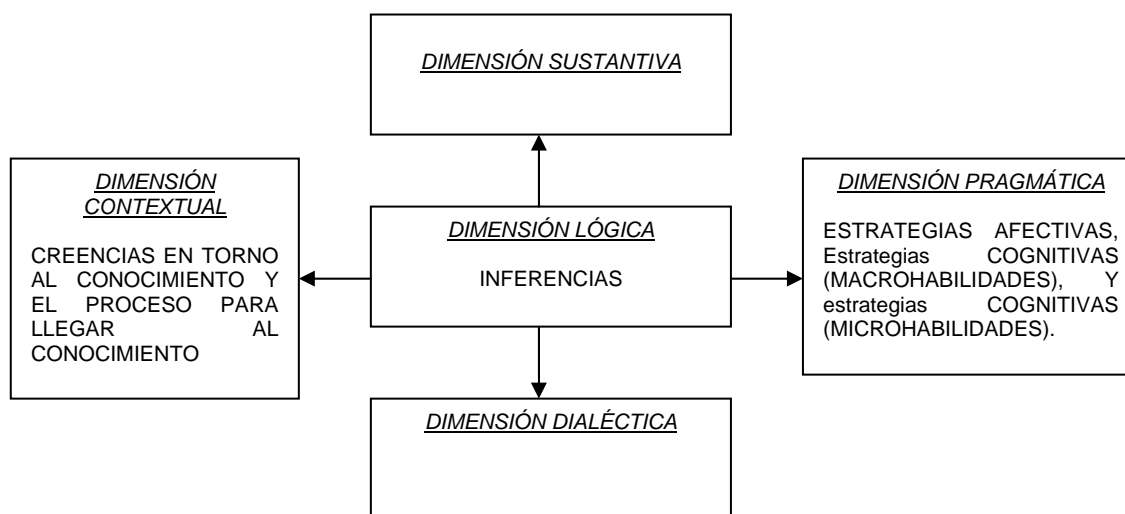 DIMENSIÓN SUSTANTIVA
DIMENSIÓN
CONTEXTUAL
CREENCIAS EN TORNO
AL CONOCIMIENTO Y
EL PROCESO PARA
LLEGAR AL
CONOCIMIENTO
DIMENSIÓN LÓGICA
INFERENCIAS
DIMENSIÓN PRAGMÁTICA
ESTRATEGIAS AFECTIVAS,
Estrategias COGNITIVAS
(MACROHABILIDADES), Y
estrategias COGNITIVAS
(MICROHABILIDADES).
DIMENSIÓN DIALÉCTICA